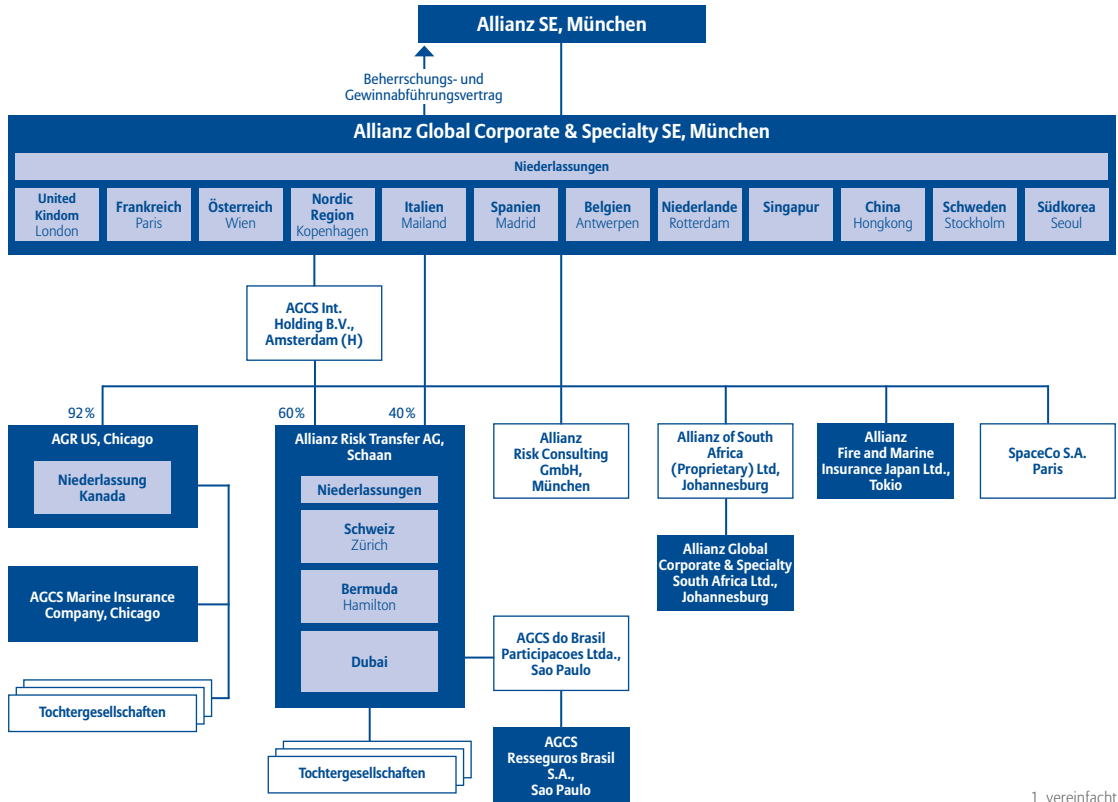 Allianz SE, München
Beherrschungs- und
Gewinnabführungsvertrag
Allianz Global Corporate & Specialty SE, München
Niederlassungen
United
Kindom
London
Frankreich
Paris
Österreich
Wien
Nordic
Region
Kopenhagen
Italien
Mailand
Spanien
Madrid
Belgien
Antwerpen
Niederlande
Rotterdam
Singapur
China
Hongkong
Schweden
Stockholm
Südkorea
Seoul
AGCS Int.
Holding B.V.,
Amsterdam (H)
92 %
60 %
40 %
AGR US, Chicago
Niederlassung
Kanada
AGCS Marine Insurance
Company, Chicago
Tochtergesellschaften
Allianz Risk Transfer AG,
Schaan
Niederlassungen
Schweiz
Zürich
Bermuda
Hamilton
Dubai
Tochtergesellschaften
Allianz
Risk Consulting
GmbH,
München
AGCS do Brasil
Participacoes Ltda.,
Sao Paulo
AGCS
Resseguros Brasil
S.A.,
Sao Paulo
Allianz of South
Africa
(Proprietary) Ltd,
Johannesburg
Allianz Global
Corporate & Specialty
South Africa Ltd.,
Johannesburg
Allianz
Fire and Marine
Insurance Japan Ltd.,
Tokio
SpaceCo S.A.
Paris
1 vereinfacht